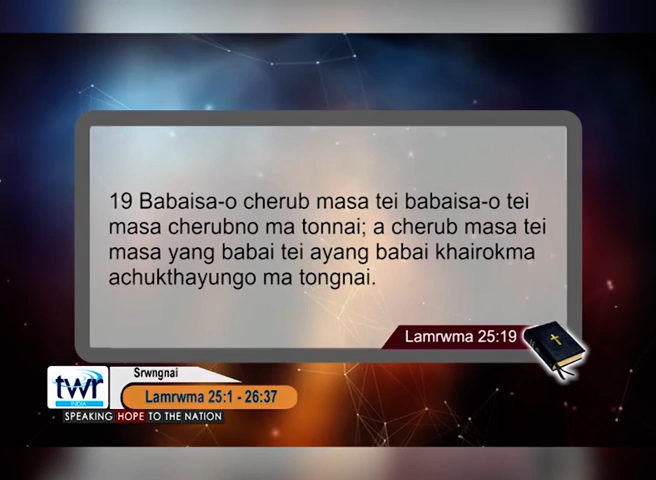 19 Babaisa-o cherub masa tei babaisa-o tei
masa cherubno ma tonnai; a cherub masa tei
masa yang babai tei ayang babai khairokma
achukthayungo ma tongnai.
Lamrwma 25:19
twr
INDIA
Srwngnai
Lamrwma 25:1 - 26:37
SPEAKING HOPE TO THE NATION